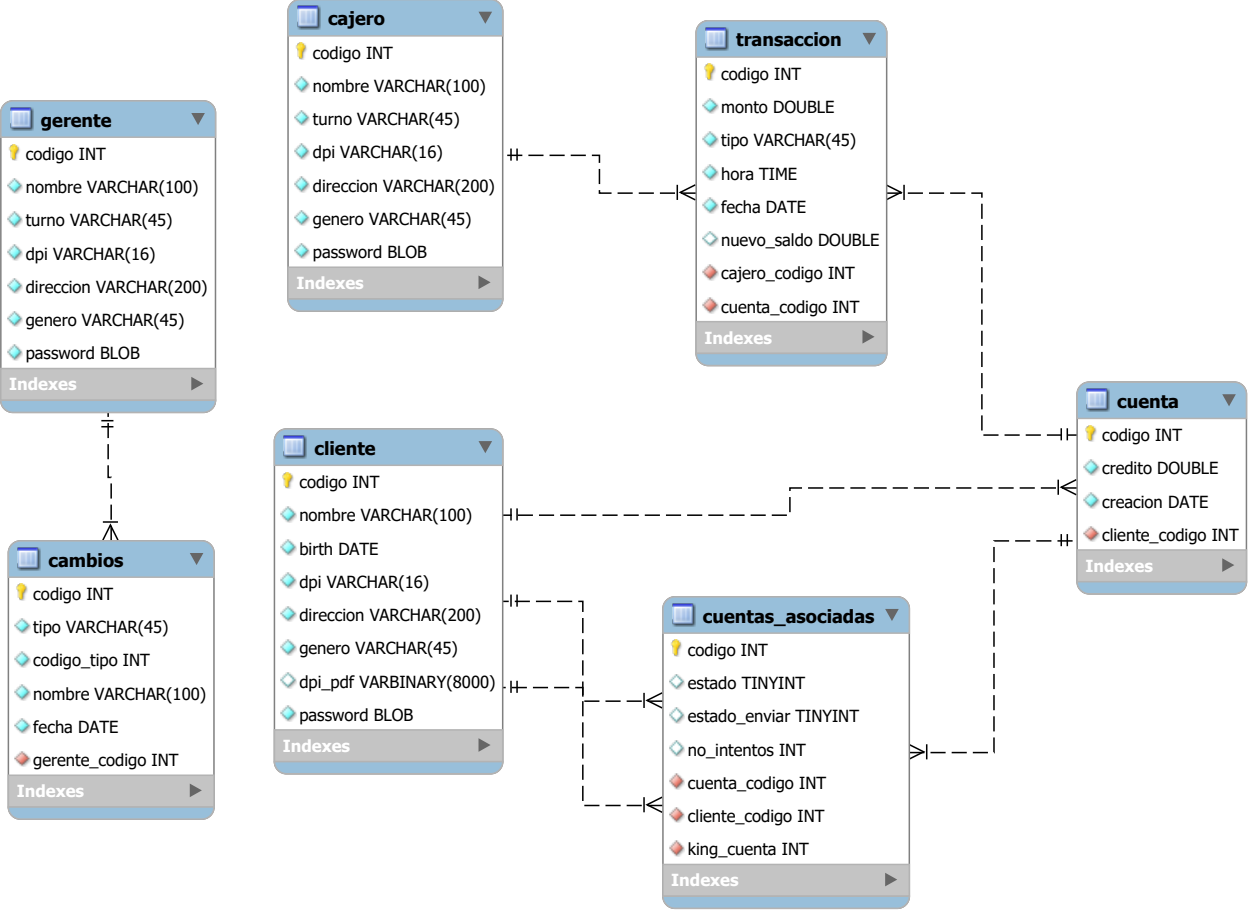 cajero
codigo INT
nombre VARCHAR(100)
turno VARCHAR(45)
dpi VARCHAR(16)
direccion VARCHAR(200)
genero VARCHAR(45)
password BLOB
Indexes
transaccion
codigo INT
monto DOUBLE
tipo VARCHAR(45)
hora TIME
fecha DATE
nuevo_saldo DOUBLE
cajero_codigo INT
cuenta_codigo INT
Indexes
gerente
codigo INT
nombre VARCHAR(100)
turno VARCHAR(45)
dpi VARCHAR(16)
direccion VARCHAR(200)
genero VARCHAR(45)
password BLOB
Indexes
cuenta
codigo INT
credito DOUBLE
creacion DATE
cliente_codigo INT
Indexes
cliente
codigo INT
nombre VARCHAR(100)
birth DATE
dpi VARCHAR(16)
direccion VARCHAR(200)
genero VARCHAR(45)
dpi_pdf VARBINARY(8000)
password BLOB
Indexes
cambios
codigo INT
tipo VARCHAR(45)
codigo_tipo INT
nombre VARCHAR(100)
fecha DATE
gerente_codigo INT
Indexes
cuentas_asociadas
codigo INT
estado TINYINT
estado_enviar TINYINT
no_intentos INT
cuenta_codigo INT
cliente_codigo INT
king_cuenta INT
Indexes